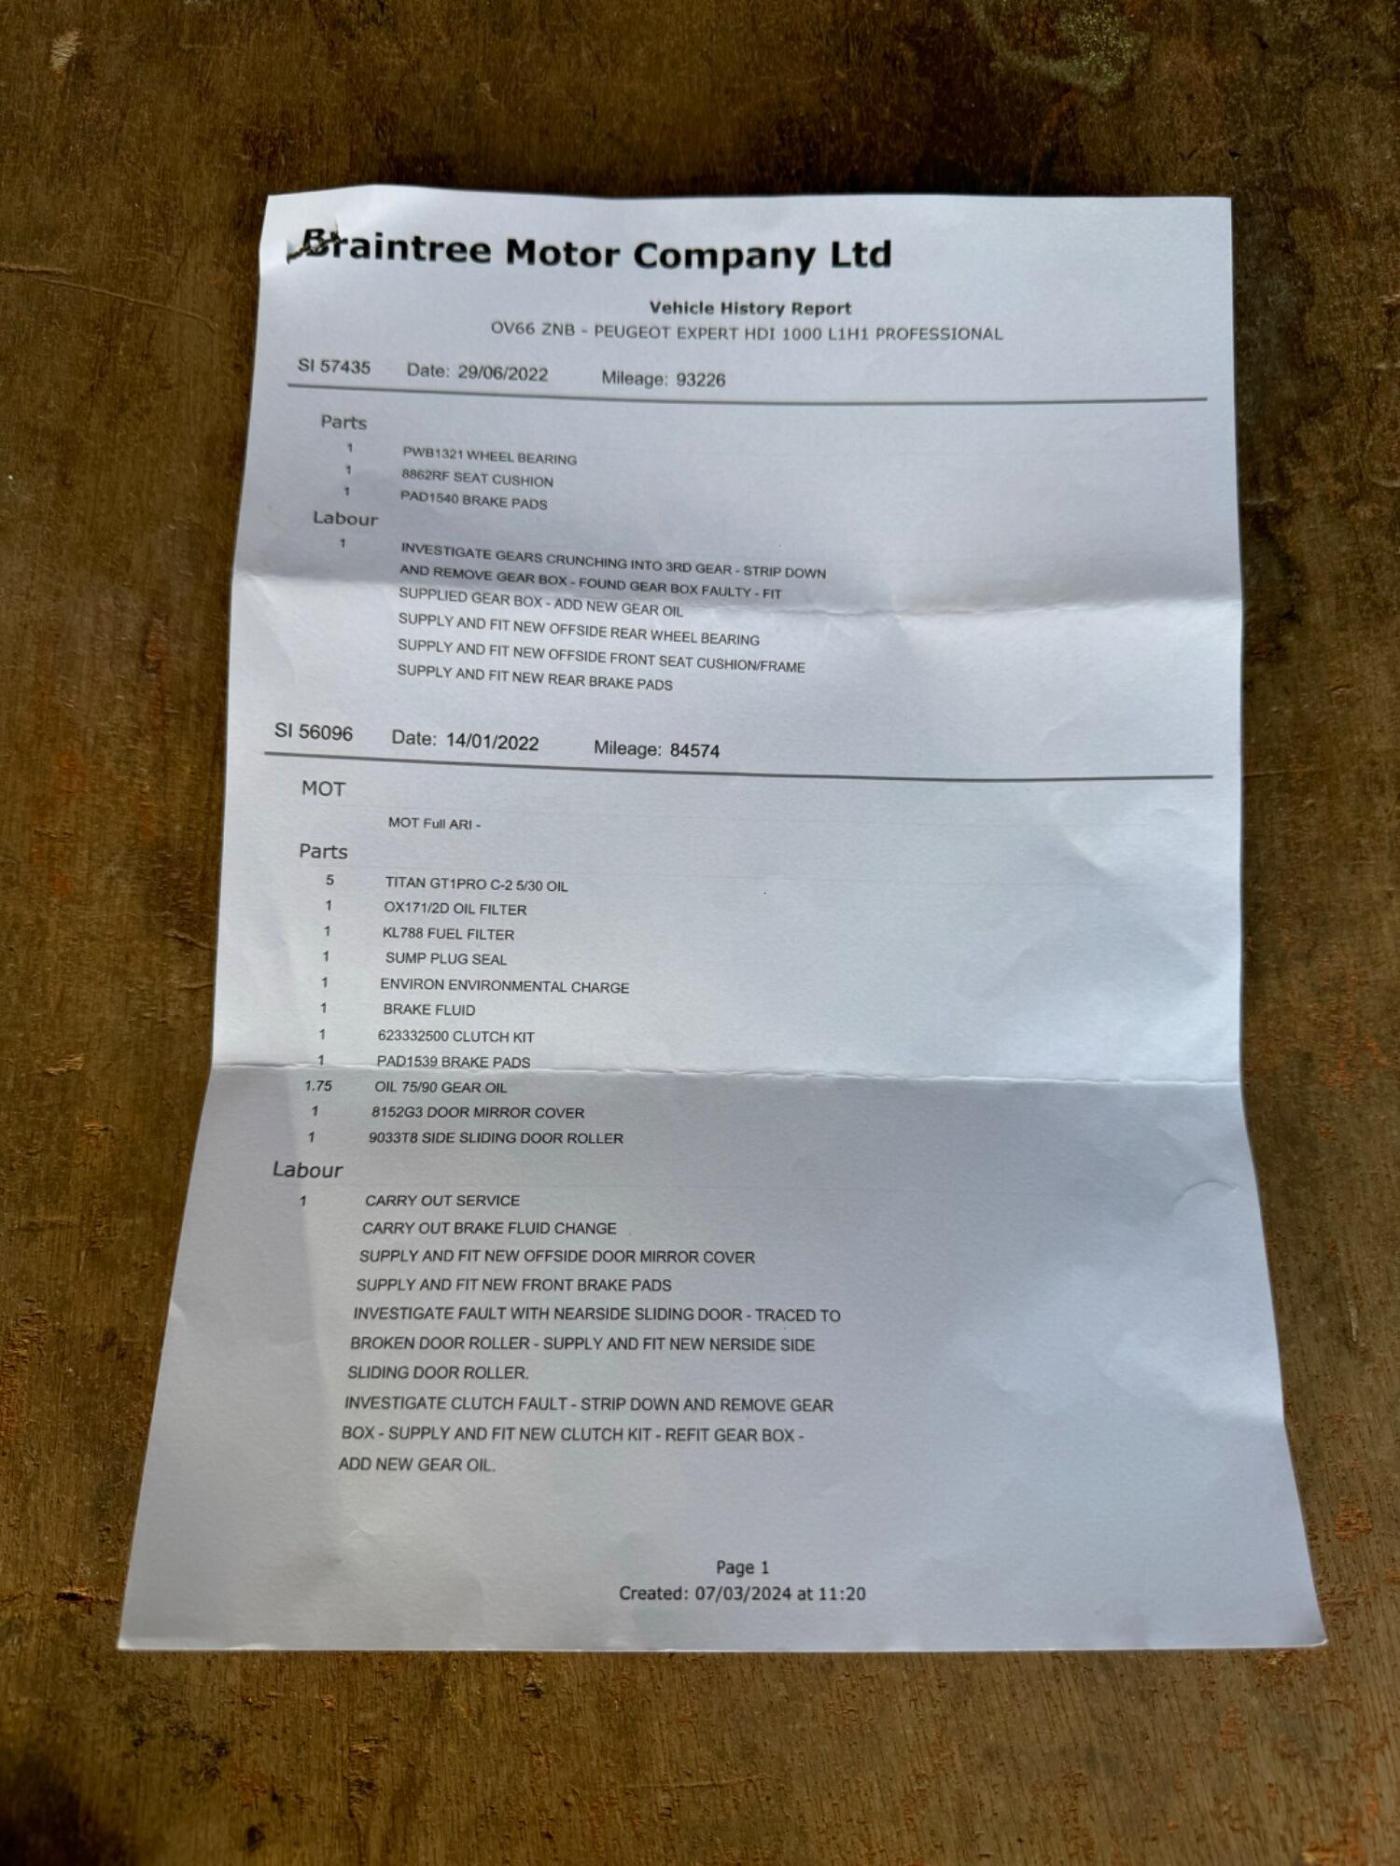 Braintree Motor Company Ltd
Vehicle History Report
OV66 ZNB - PEUGEOT EXPERT HDI 1000 L1H1 PROFESSIONAL
SI 57435 Date: 29/06/2022 Mileage: 93226
Parts
1 PWB1321 WHEEL BEARING
1 8862RF SEAT CUSHION
1 PAD1540 BRAKE PADS
Labour
1 INVESTIGATE GEARS CRUNCHING INTO 3RD GEAR - STRIP DOWN
AND REMOVE GEAR BOX - FOUND GEAR BOX FAULTY - FIT
SUPPLIED GEAR BOX - ADD NEW GEAR OIL
SUPPLY AND FIT NEW OFFSIDE REAR WHEEL BEARING
SUPPLY AND FIT NEW OFFSIDE FRONT SEAT CUSHION/FRAME
SUPPLY AND FIT NEW REAR BRAKE PADS
SI 56096 Date: 14/01/2022 Mileage: 84574
MOT
MOT Full ARI -
Parts
5 TITAN GT1PRO C-2 5/30 OIL
1 OX171/2D OIL FILTER
1 KL788 FUEL FILTER
1 SUMP PLUG SEAL
1 ENVIRON ENVIRONMENTAL CHARGE
1 BRAKE FLUID
1 623332500 CLUTCH KIT
1 PAD1539 BRAKE PADS
1.75 OIL 75/90 GEAR OIL
1 8152G3 DOOR MIRROR COVER
1 9033T8 SIDE SLIDING DOOR ROLLER
Labour
1 CARRY OUT SERVICE
CARRY OUT BRAKE FLUID CHANGE
SUPPLY AND FIT NEW OFFSIDE DOOR MIRROR COVER
SUPPLY AND FIT NEW FRONT BRAKE PADS
INVESTIGATE FAULT WITH NEARSIDE SLIDING DOOR - TRACED TO
BROKEN DOOR ROLLER - SUPPLY AND FIT NEW NERSIDE SIDE
SLIDING DOOR ROLLER.
INVESTIGATE CLUTCH FAULT - STRIP DOWN AND REMOVE GEAR
BOX - SUPPLY AND FIT NEW CLUTCH KIT - REFIT GEAR BOX -
ADD NEW GEAR OIL.
Page 1
Created: 07/03/2024 at 11:20